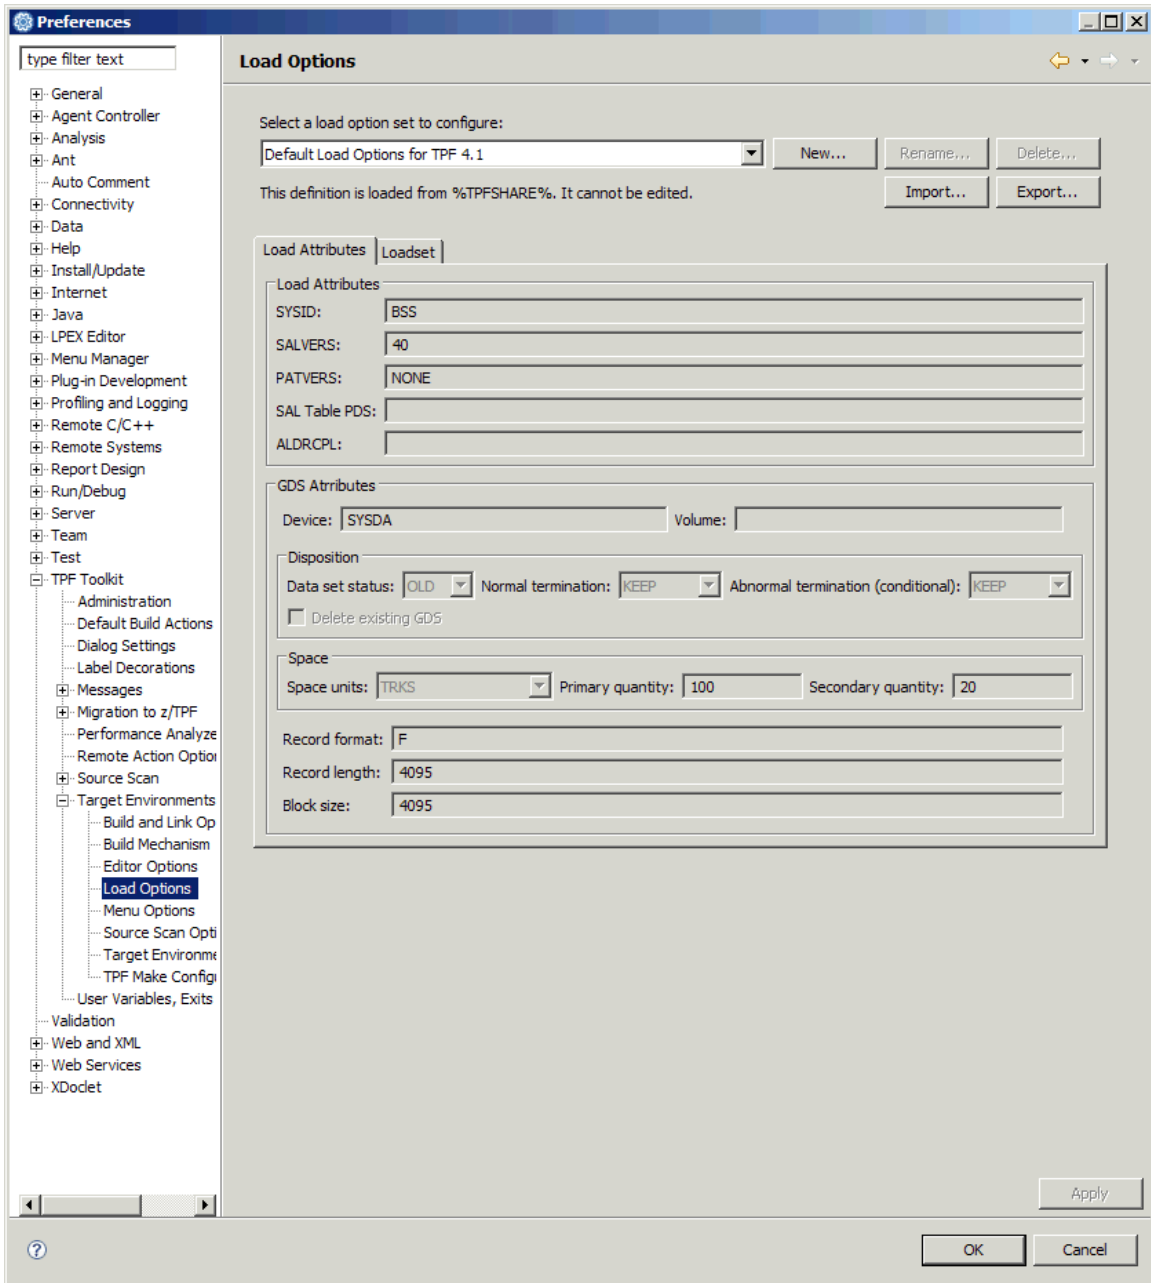 Preferences
type filter text
General
Agent Controller
Analysis
Ant
Auto Comment
Connectivity
Data
Help
Install/Update
Internet
Java
LPEX Editor
Menu Manager
Plug-in Development
Profiling and Logging
Remote C/C++
Remote Systems
Report Design
Run/Debug
Server
Team
Test
TPF Toolkit
Administration
Default Build Actions
Dialog Settings
Label Decorations
Messages
Migration to z/TPF
Performance Analyze
Remote Action Option
Source Scan
Target Environments
Build and Link Op
Build Mechanism
Editor Options
Load Options
Menu Options
Source Scan Opti
Target Environme
TPF Make Configu
User Variables, Exits
Validation
Web and XML
Web Services
XDoclet
Load Options
Select a load option set to configure:
Default Load Options for TPF 4.1 New... Rename... Delete...
This definition is loaded from %TPFSHARE%. It cannot be edited. Import... Export...
Load Attributes Loadset
Load Attributes
SYSID: BSS
SALVERS: 40
PATVERS: NONE
SAL Table PDS:
ALDRCPL:
GDS Atrributes
Device: SYSDA Volume:
Disposition
Data set status: OLD Normal termination: KEEP Abnormal termination (conditional): KEEP
Delete existing GDS
Space
Space units: TRKS Primary quantity: 100 Secondary quantity: 20
Record format: F
Record length: 4095
Block size: 4095
Apply
? OK Cancel